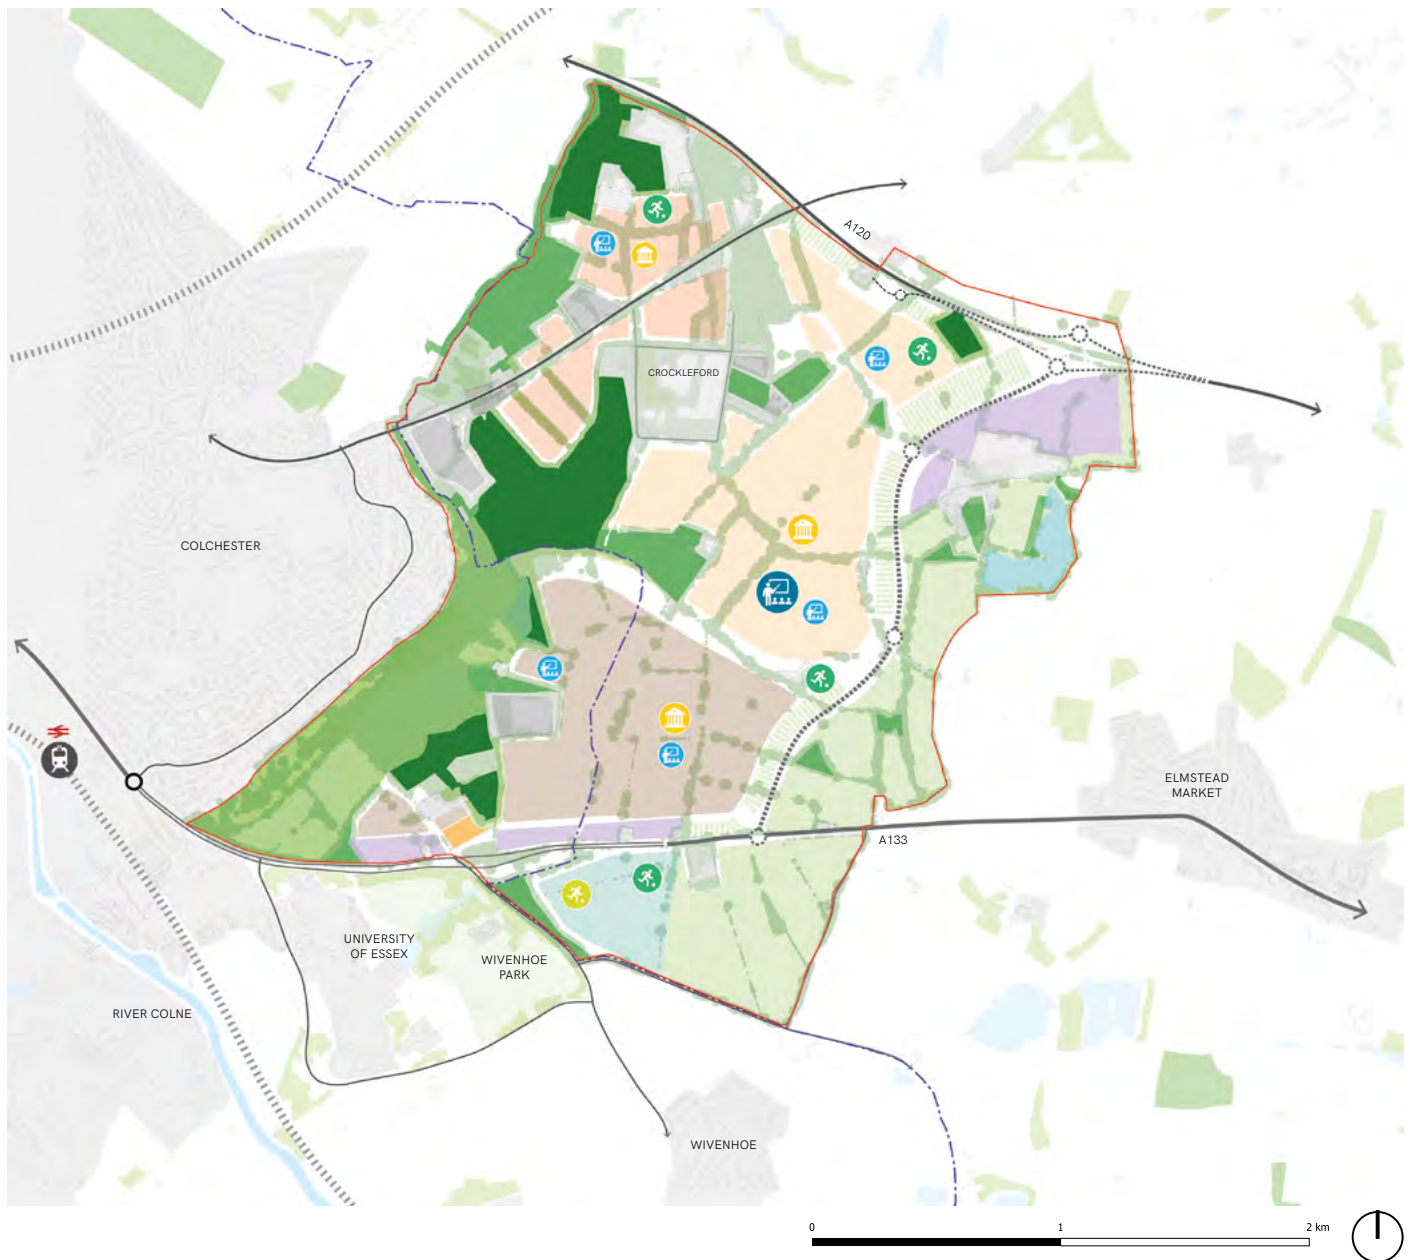 A120
CROCKLEFORD
COLCHESTER
ELMSTEAD
MARKET
A133
UNIVERSITY
OF ESSEX
WIVENHOE
PARK
RIVER COLNE
WIVENHOE
0 1 2 km